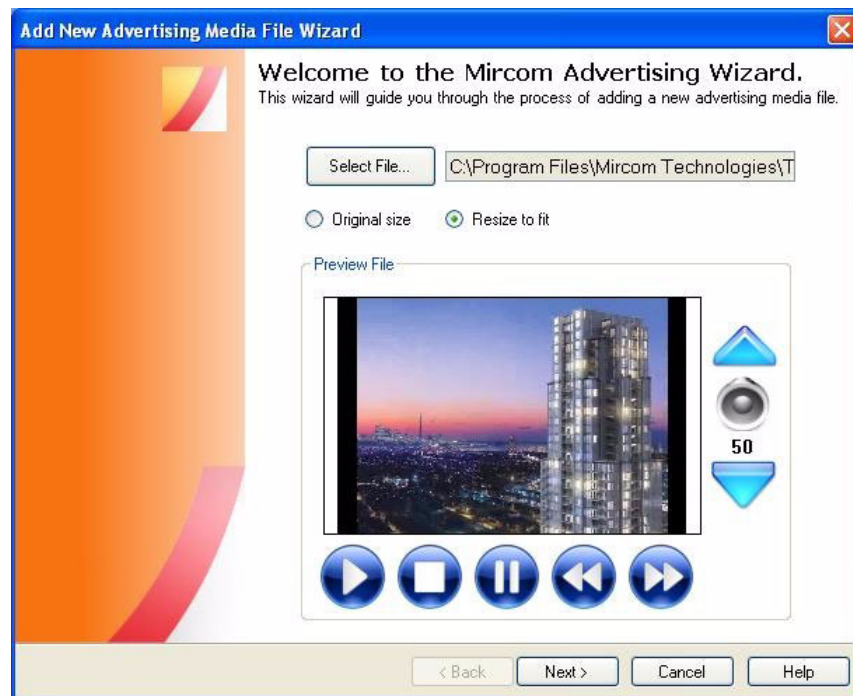 Add New Advertising Media File Wizard
Welcome to the Mircom Advertising Wizard.
This wizard will guide you through the process of adding a new advertising media file.
Select File... C:\Program Files\Mircom Technologies\T
Original size Resize to fit
Preview File
50
< Back Next > Cancel Help